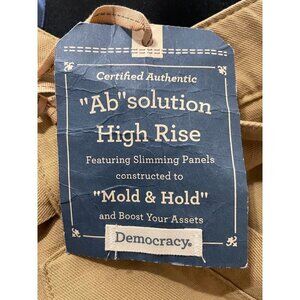 Certified Authentic
"Ab"solution
High Rise
Featuring Slimming Panels
constructed to
"Mold & Hold"
and Boost Your Assets
Democracy®